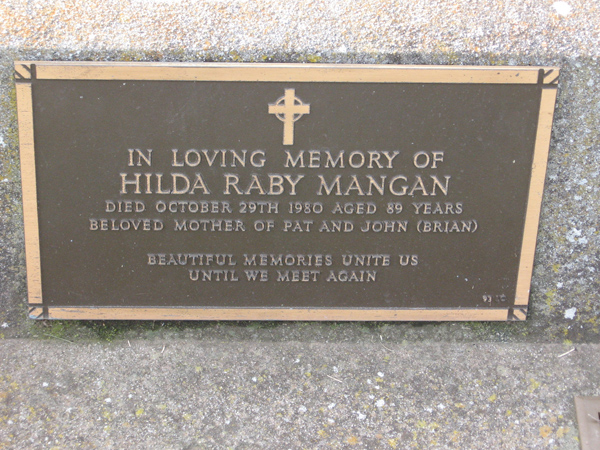 IN LOVING MEMORY OF
HILDA RABY MANGAN
DIED OCTOBER 29TH 1980 AGED 89 YEARS
BELOVED MOTHER OF PAT AND JOHN (BRIAN)
BEAUTIFUL MEMORIES UNITE US
UNTIL WE MEET AGAIN